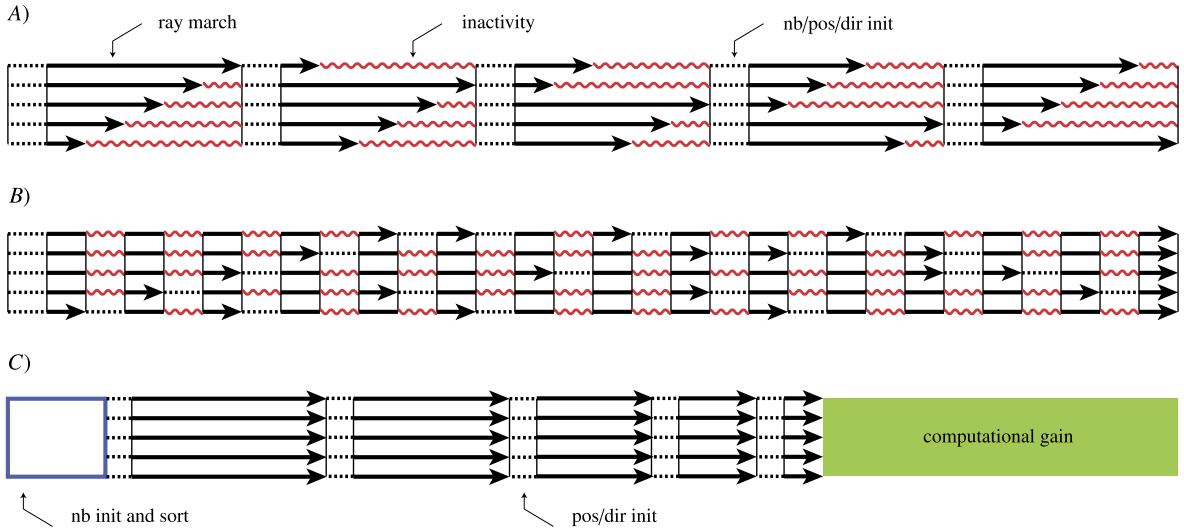 A)
ray march
inactivity
nb/pos/dir init
B)
C)
computational gain
nb init and sort
pos/dir init